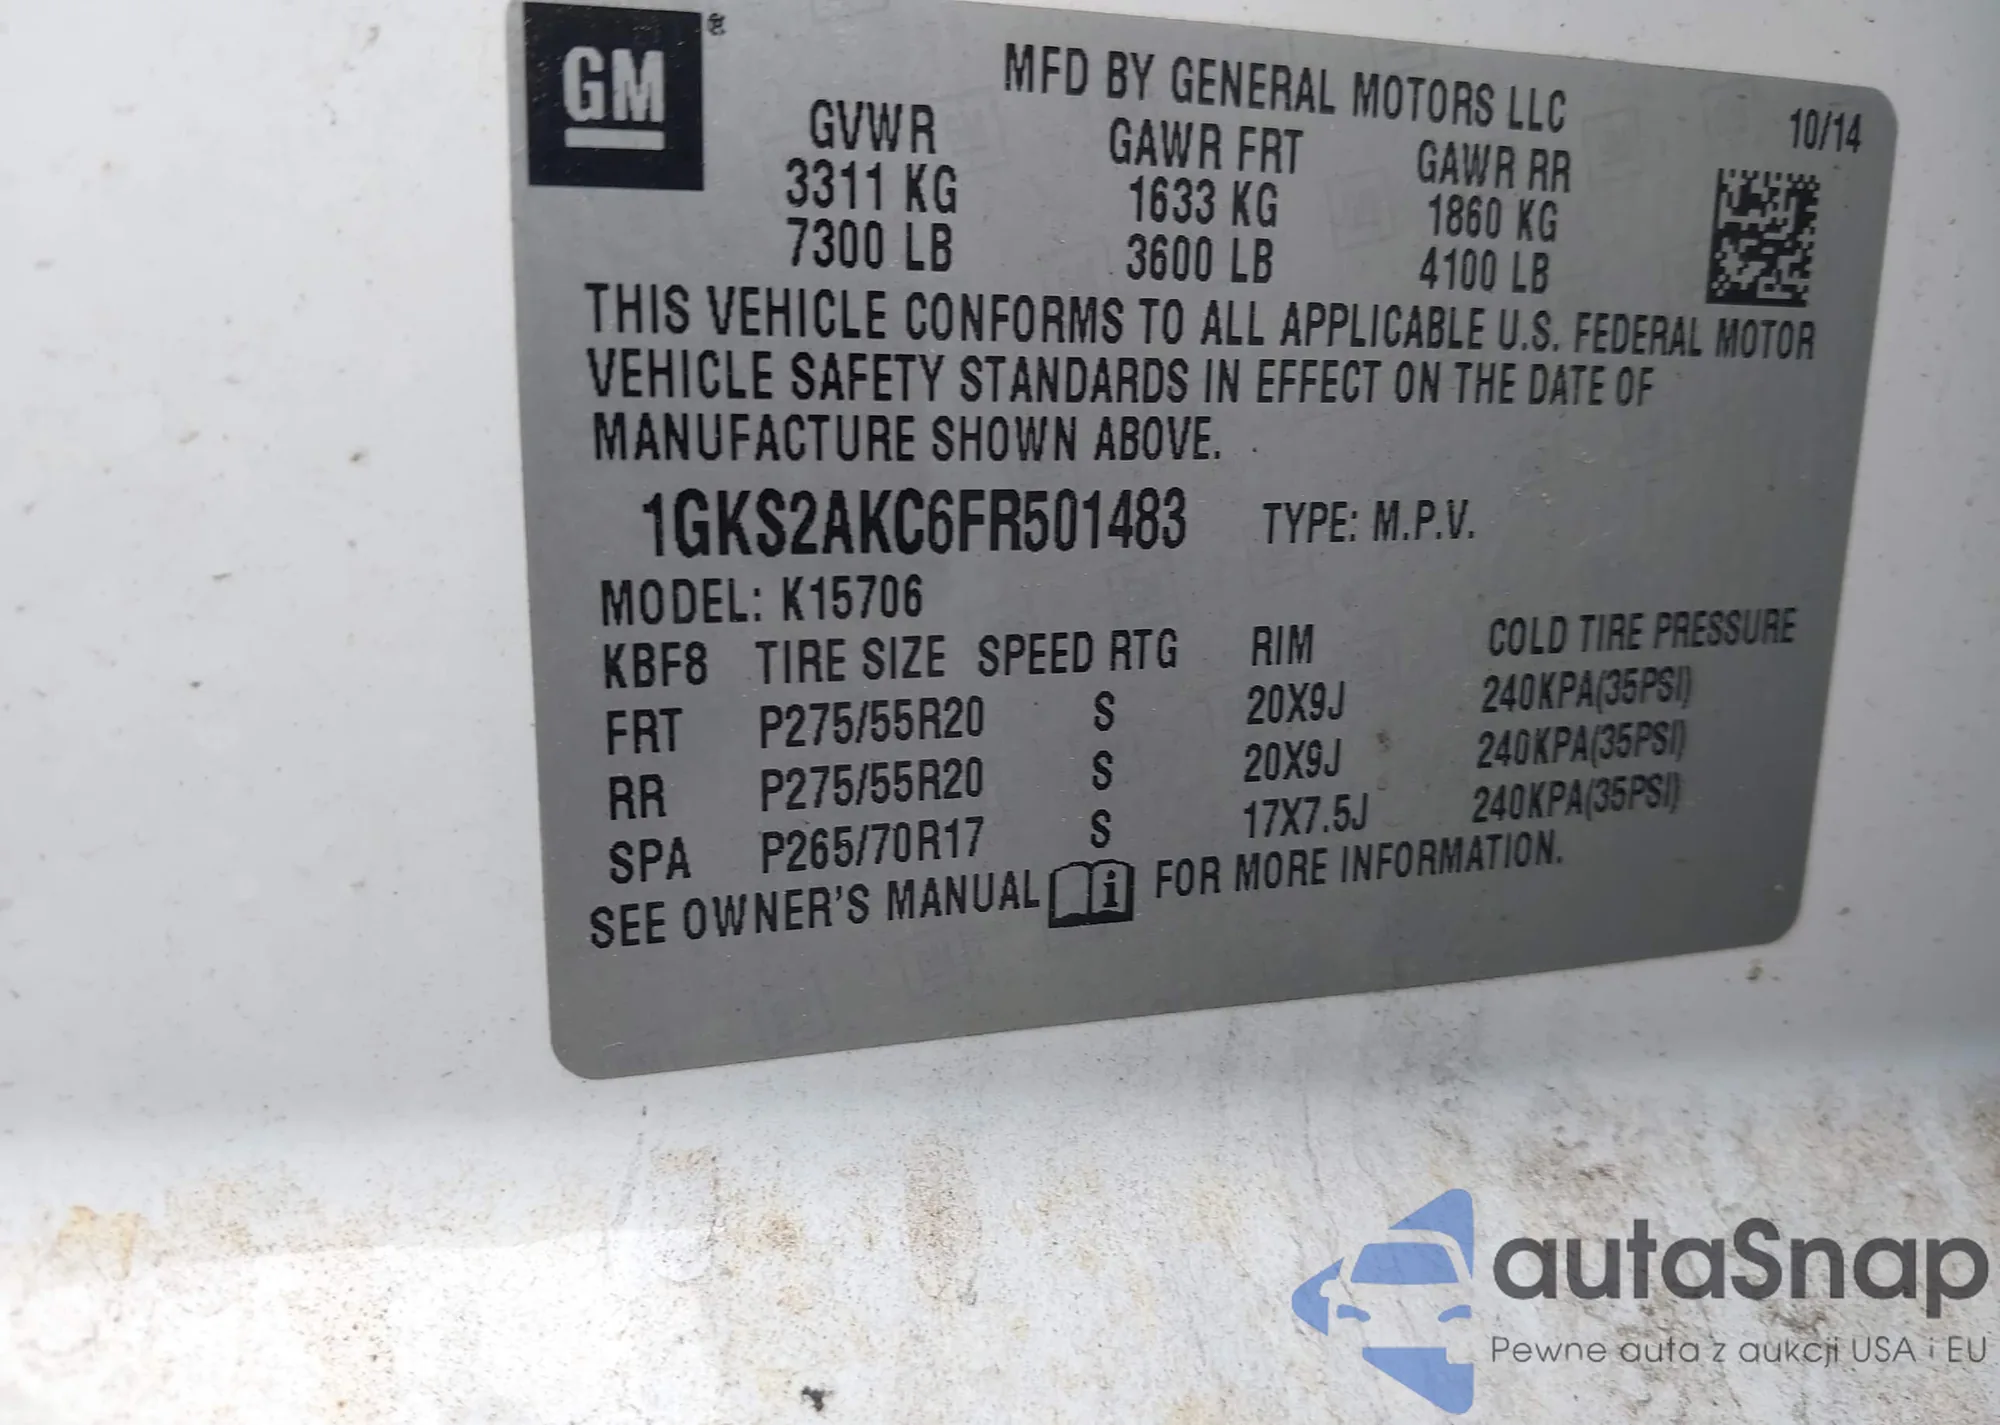 GM
MFD BY GENERAL MOTORS LLC 10/14
GVWR GAWR FRT GAWR RR
3311 KG 1633 KG 1860 KG
7300 LB 3600 LB 4100 LB
THIS VEHICLE CONFORMS TO ALL APPLICABLE U.S. FEDERAL MOTOR
VEHICLE SAFETY STANDARDS IN EFFECT ON THE DATE OF
MANUFACTURE SHOWN ABOVE.
1GKS2AKC6FR501483 TYPE: M.P.V.
MODEL: K15706
KBF8 TIRE SIZE SPEED RTG RIM COLD TIRE PRESSURE
FRT P275/55R20 S 20X9J 240KPA(35PSI)
RR P275/55R20 S 20X9J 240KPA(35PSI)
SPA P265/70R17 S 17X7.5J 240KPA(35PSI)
SEE OWNER'S MANUAL i FOR MORE INFORMATION.
autaSnap
Pewne auta z aukcji USA i EU